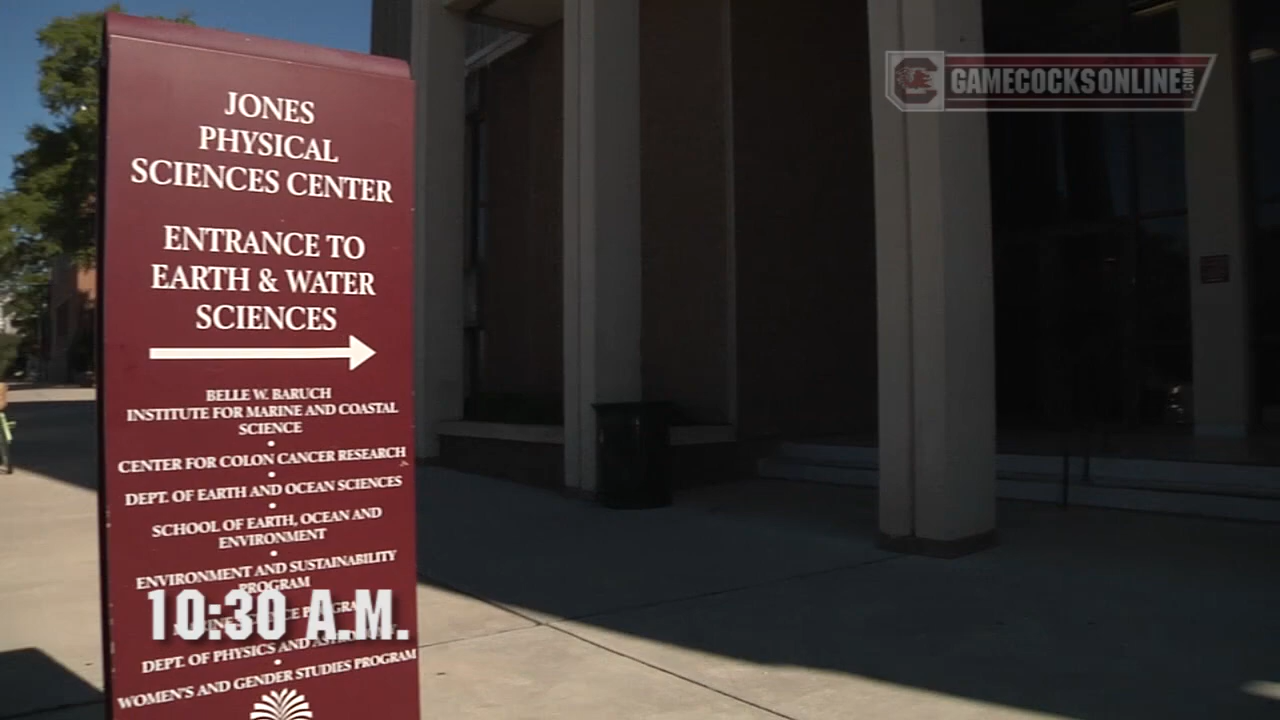 JONES
PHYSICAL
SCIENCES CENTER
ENTRANCE TO
EARTH & WATER
SCIENCES
BELLE W. BARUCH
INSTITUTE FOR MARINE AND COASTAL
SCIENCE
CENTER FOR COLON CANCER RESEARCH
DEPT. OF EARTH AND OCEAN SCIENCES
SCHOOL OF EARTH, OCEAN AND
ENVIRONMENT
ENVIRONMENT AND SUSTAINABILITY
PROGRAM
10:30 A.M.
DEPT. OF PHYSICS AND ASTRONOMY
WOMEN'S AND GENDER STUDIES PROGRAM
GAMECOCKSONLINE.COM